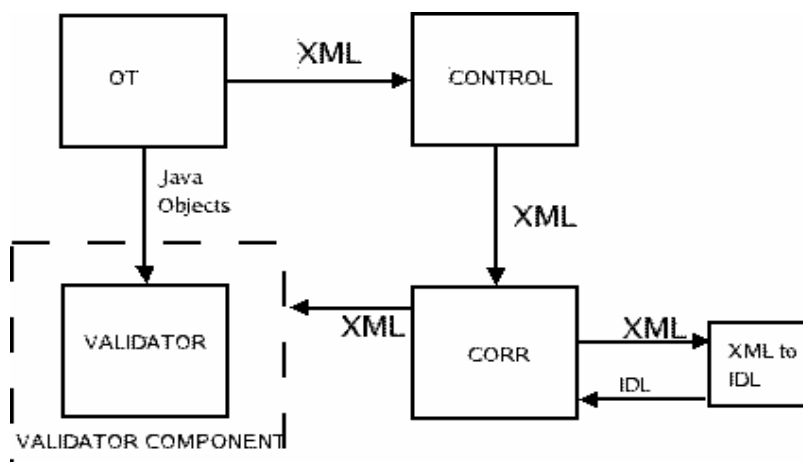 OT
XML
CONTROL
Java
Objects
XML
VALIDATOR
XML
CORR
XML
IDL
XML to
IDL
VALIDATOR COMPONENT